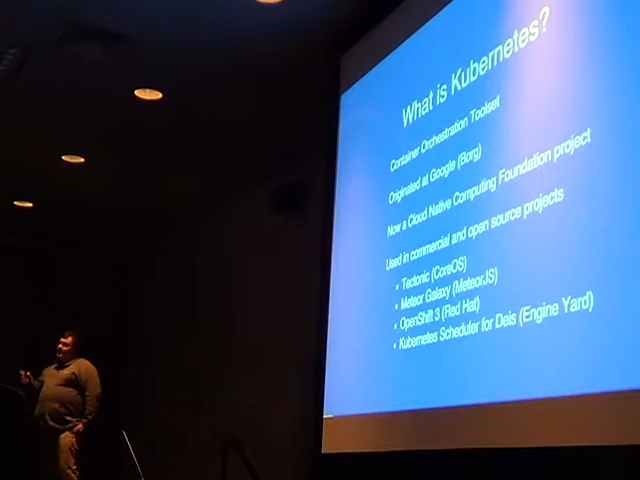 What is Kubernetes?
Container Orchestration Toolset
Originated at Google (Borg)
Now a Cloud Native Computing Foundation project
Used in commercial and open source projects
• Tectonic (CoreOS)
• Meteor Galaxy (MeteorJS)
• OpenShift 3 (Red Hat)
• Kubernetes Scheduler for Deis (Engine Yard)